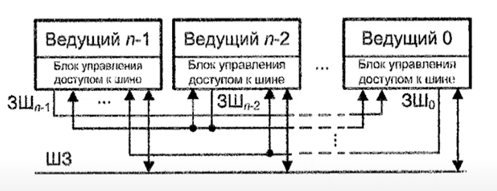 Ведущий n-1
Блок управления
доступом к шине
Ведущий n-2
Блок управления
доступом к шине
...
Ведущий 0
Блок управления
доступом к шине
ЗШn-1
...
ЗШn-2
ЗШ0
ШЗ